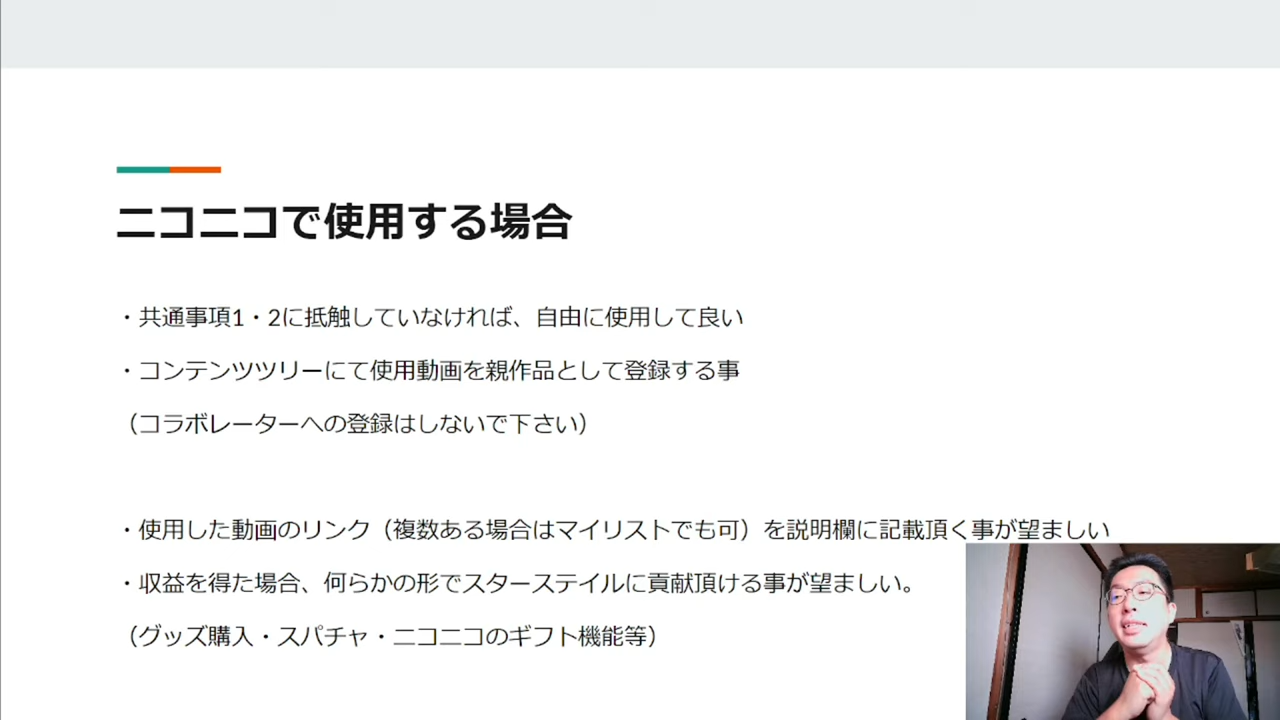 ニコニコで使用する場合
・共通事項1・2に抵触していなければ、自由に使用して良い
・コンテンツツリーにて使用動画を親作品として登録する事
（コラボレーターへの登録はしないで下さい）
・使用した動画のリンク（複数ある場合はマイリストでも可）を説明欄に記載頂く事が望ましい
・収益を得た場合、何らかの形でスターステイルに貢献頂ける事が望ましい。
（グッズ購入・スパチャ・ニコニコのギフト機能等）